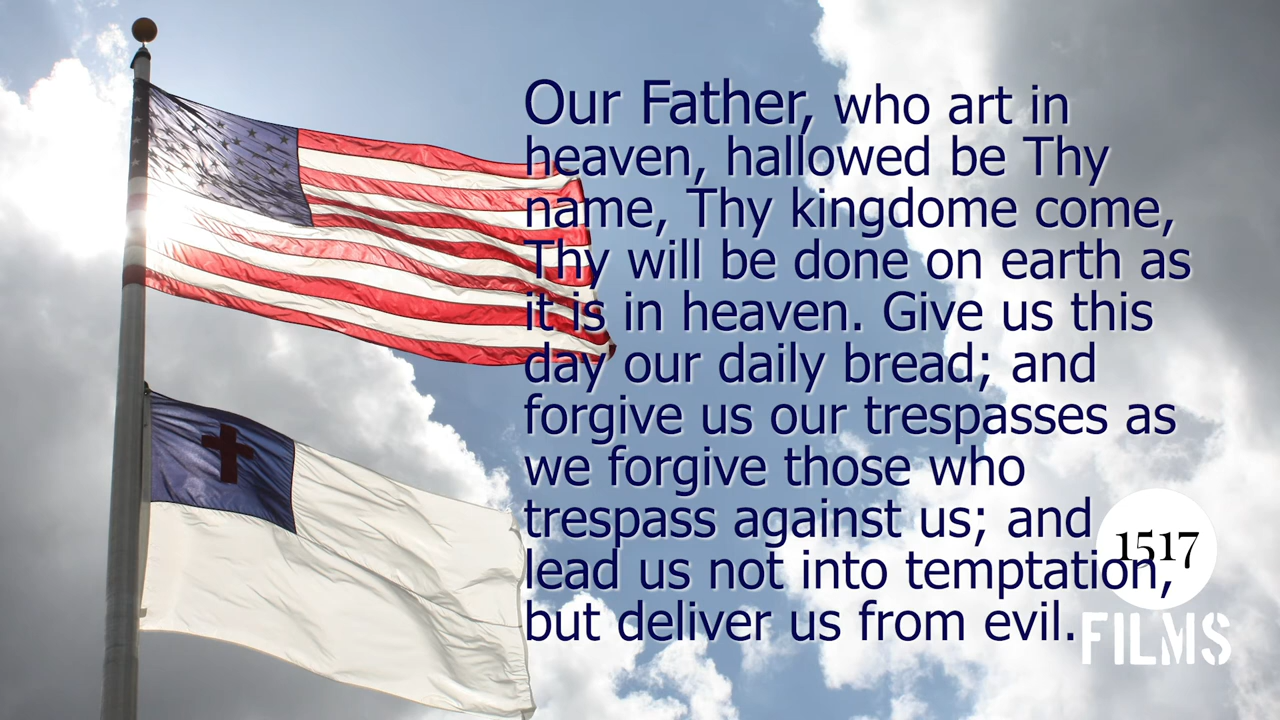 Our Father, who art in
heaven, hallowed be Thy
name, Thy kingdome come,
Thy will be done on earth as
it is in heaven. Give us this
day our daily bread; and
forgive us our trespasses as
we forgive those who
trespass against us; and
lead us not into temptation,
but deliver us from evil.
1517
FILMS